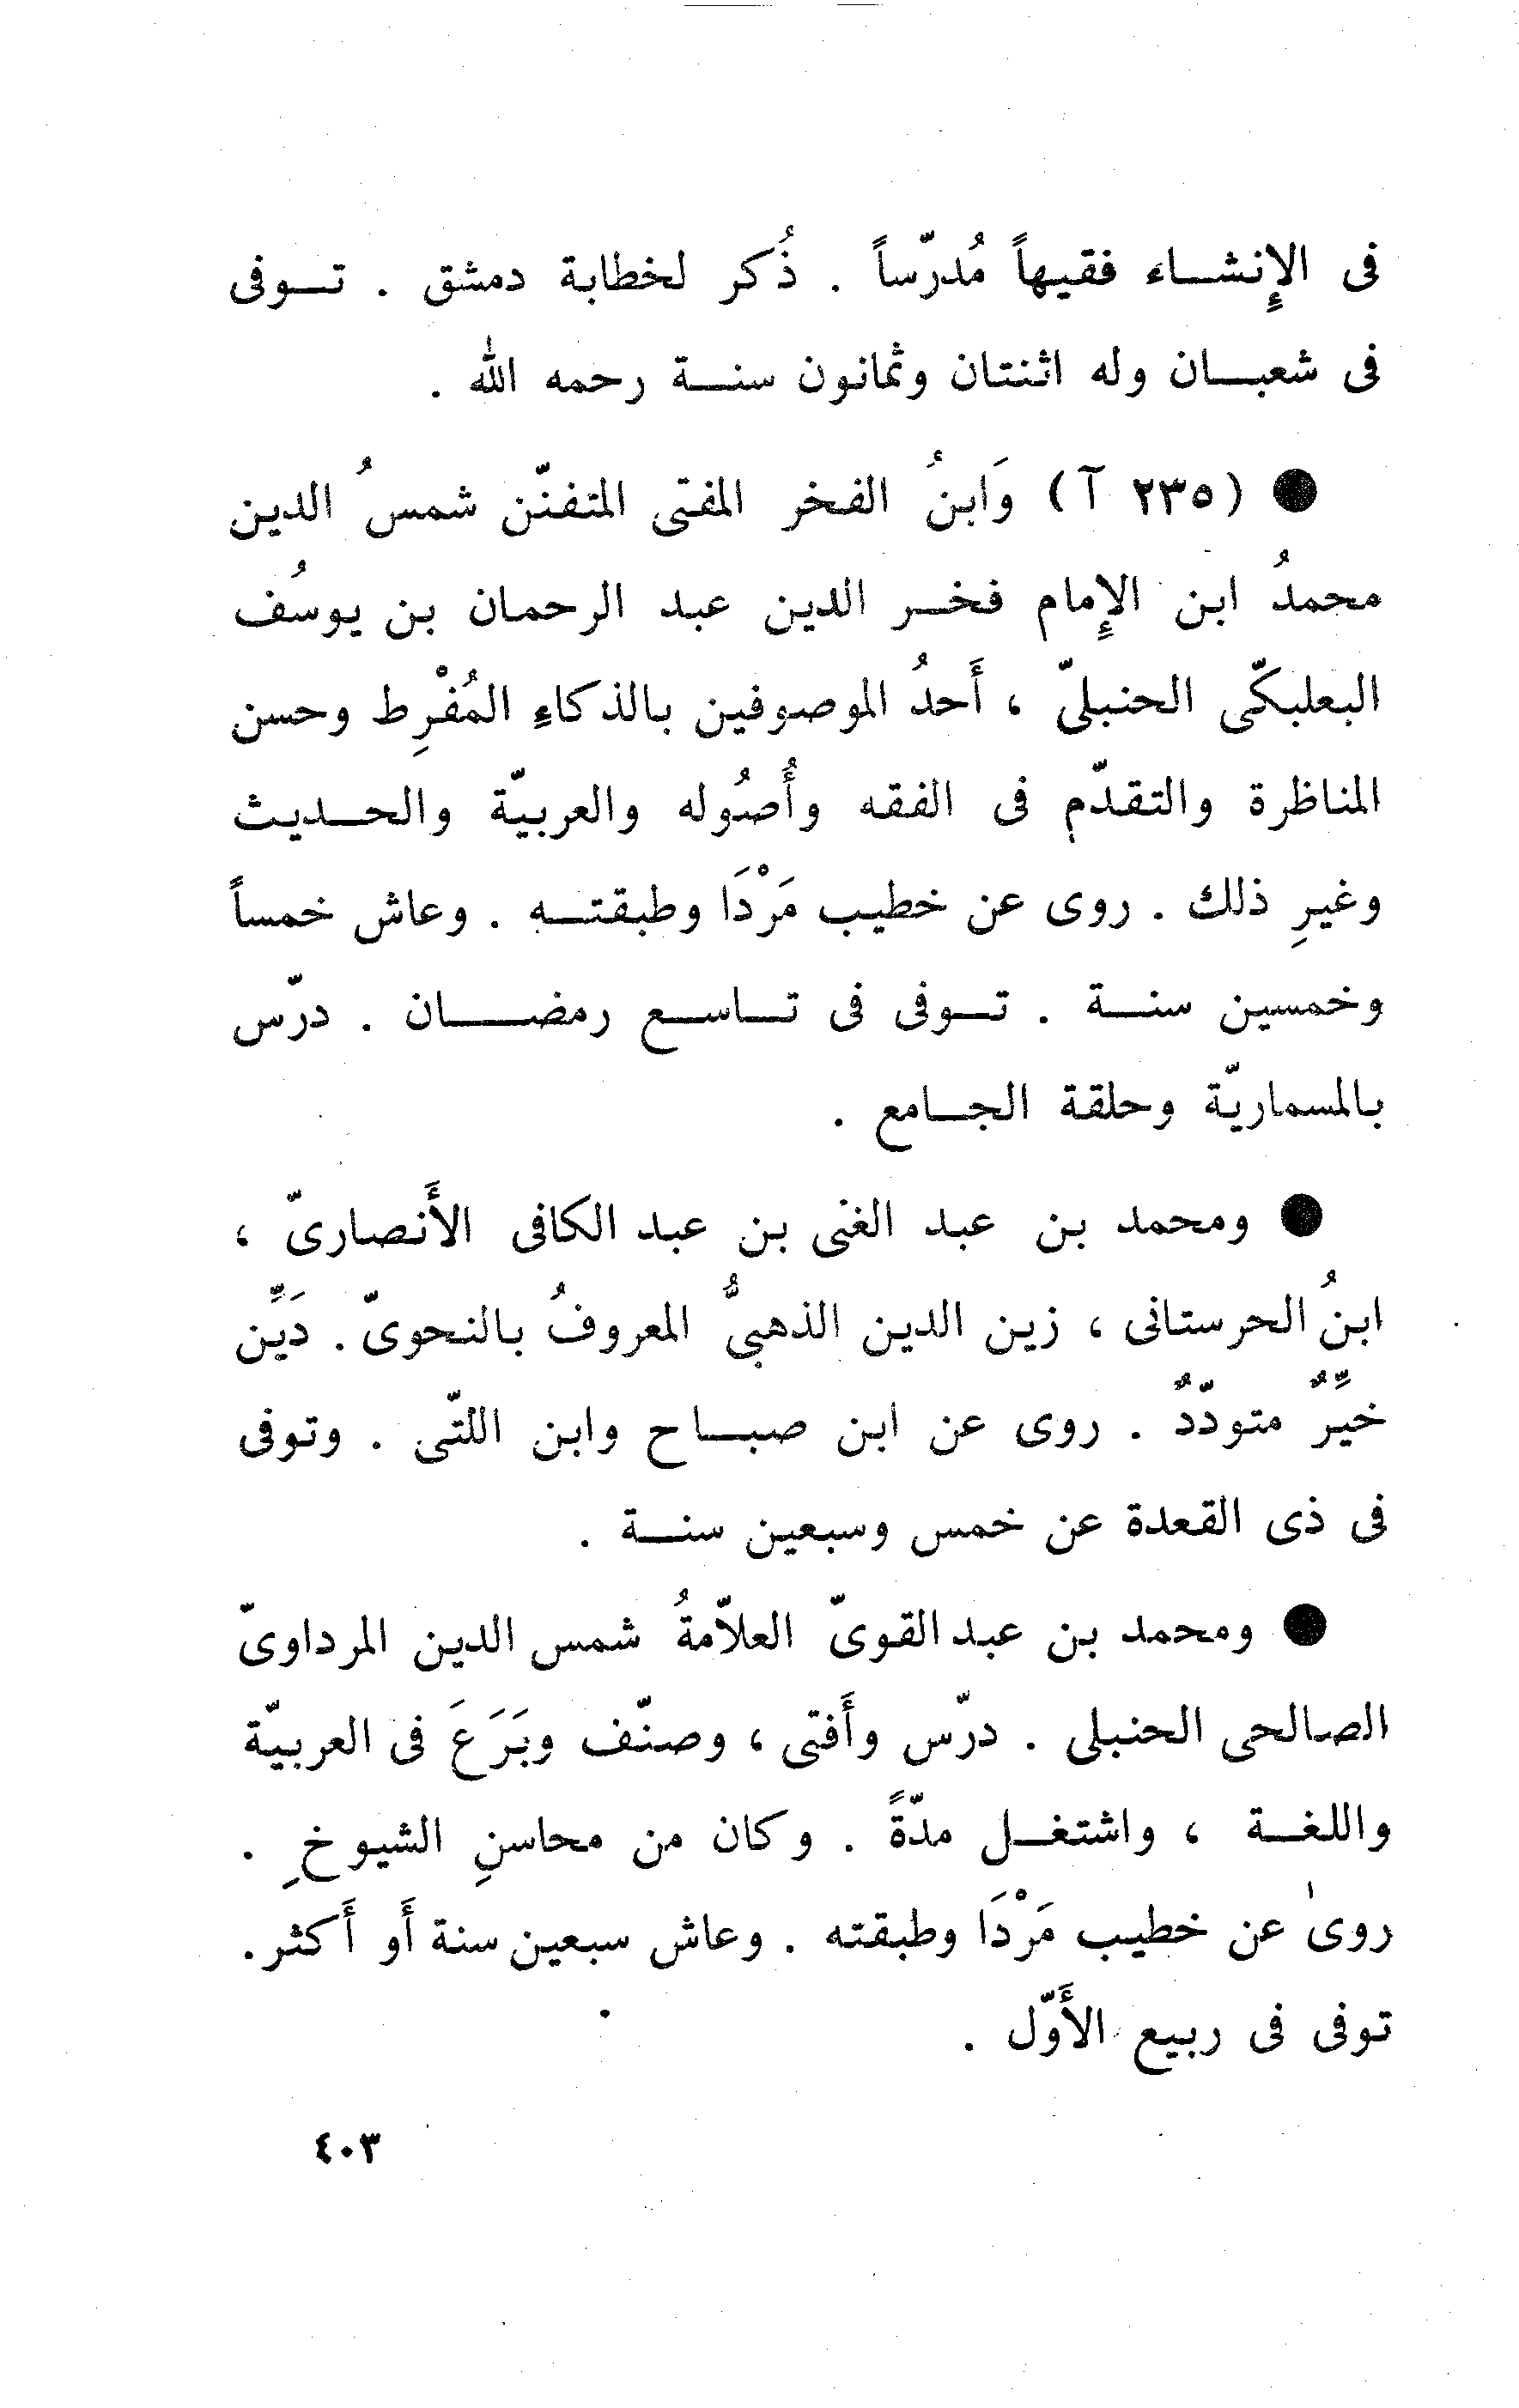 فى الإِنشاء فقيهاً مُدرّساً . ذُكر لخطابة دمشق . توفى
فى شعبان وله اثنتان وثمانون سنة رحمه الله .
● (٢٣٥ آ) وَابنُ الفخر المفتى المتفنّن شمسُ الدين
محمدُ ابن الإِمام فخر الدين عبد الرحمان بن يوسُف
البعلبكّى الحنبلىّ ، أَحدُ الموصوفين بالذكاءِ المُفْرِط وحسن
المناظرة والتقدّم فى الفقه وأُصُوله والعربيّة والحديث
وغيرِ ذلك . روى عن خطيب مَرْدَا وطبقته . وعاش خمساً
وخمسين سنة . توفى فى تاسع رمضان . درّس
بالمسماريّة وحلقة الجامع .
● ومحمد بن عبد الغنى بن عبد الكافى الأَنصارىّ ،
ابنُ الحرستانى ، زين الدين الذهبىُّ المعروفُ بالنحوىّ . دَيِّن
خيِّرٌ متودّدٌ . روى عن ابن صباح وابن اللتّى . وتوفى
فى ذى القعدة عن خمس وسبعين سنة .
● ومحمد بن عبد القوىّ العلاّمةُ شمس الدين المرداوىّ
الصالحى الحنبلى . درّس وأَفتى ، وصنّف وبَرَعَ فى العربيّة
واللغة ، واشتغل مدّةً . وكان من محاسنِ الشيوخِ .
روىٰ عن خطيب مَرْدَا وطبقته . وعاش سبعين سنة أَو أَكثر .
توفى فى ربيع الأَوّل .
٤٠٣